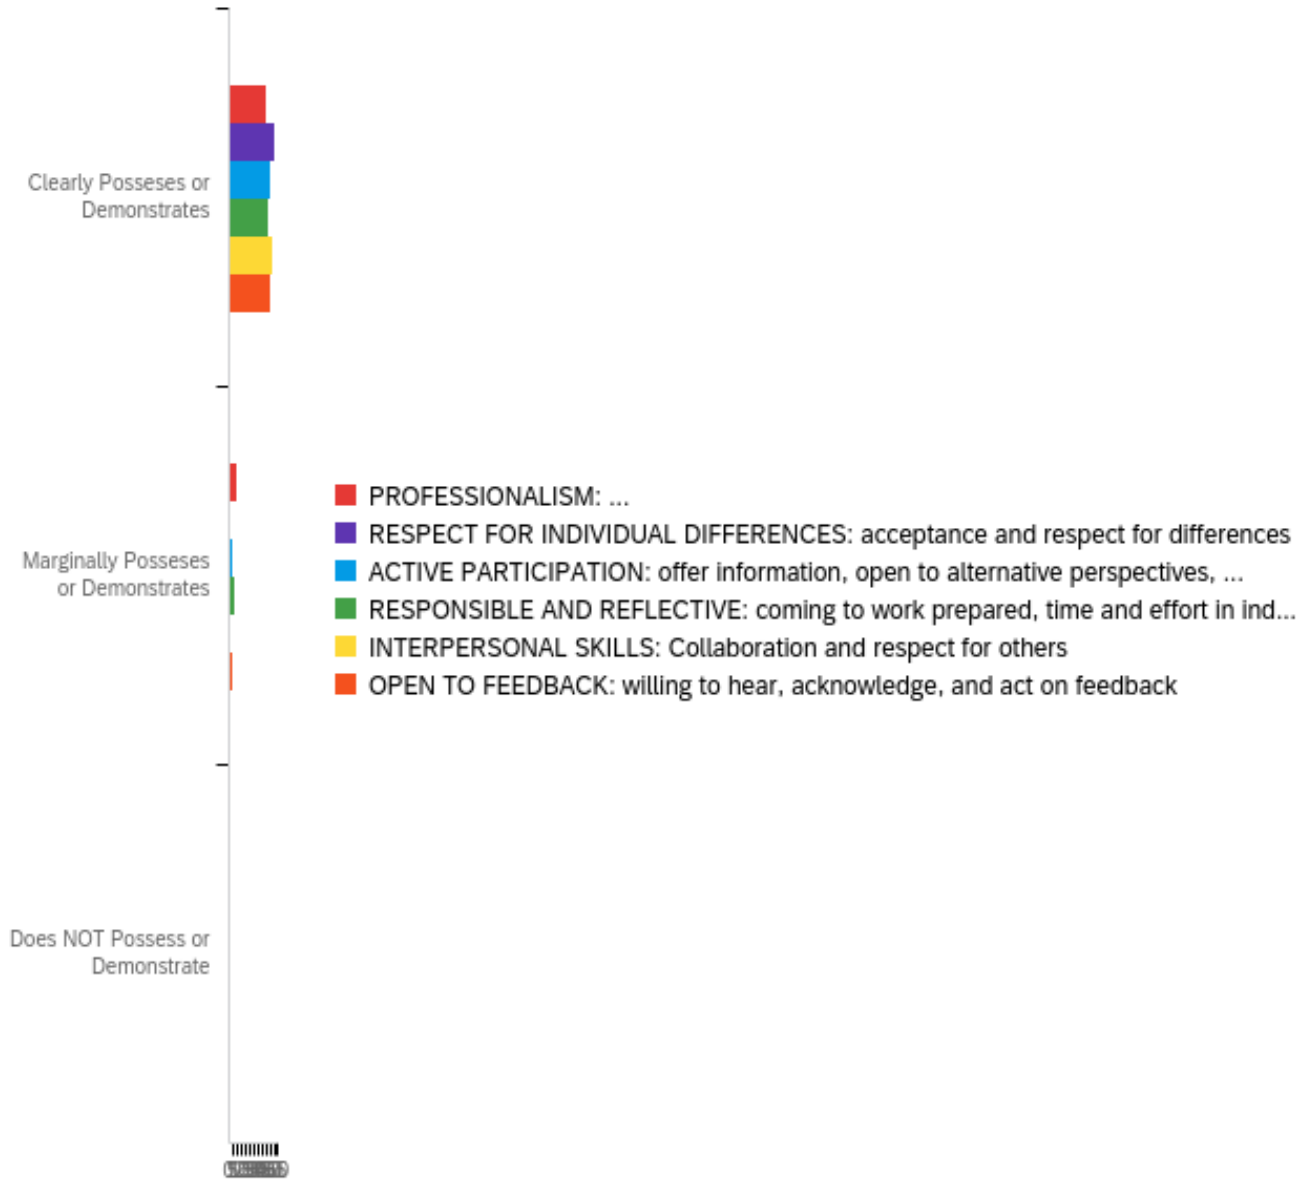 Clearly Posseses or
Demonstrates
Marginally Posseses
or Demonstrates
PROFESSIONALISM: ...
RESPECT FOR INDIVIDUAL DIFFERENCES: acceptance and respect for differences
ACTIVE PARTICIPATION: offer information, open to alternative perspectives, ...
RESPONSIBLE AND REFLECTIVE: coming to work prepared, time and effort in ind...
INTERPERSONAL SKILLS: Collaboration and respect for others
OPEN TO FEEDBACK: willing to hear, acknowledge, and act on feedback
Does NOT Possess or
Demonstrate